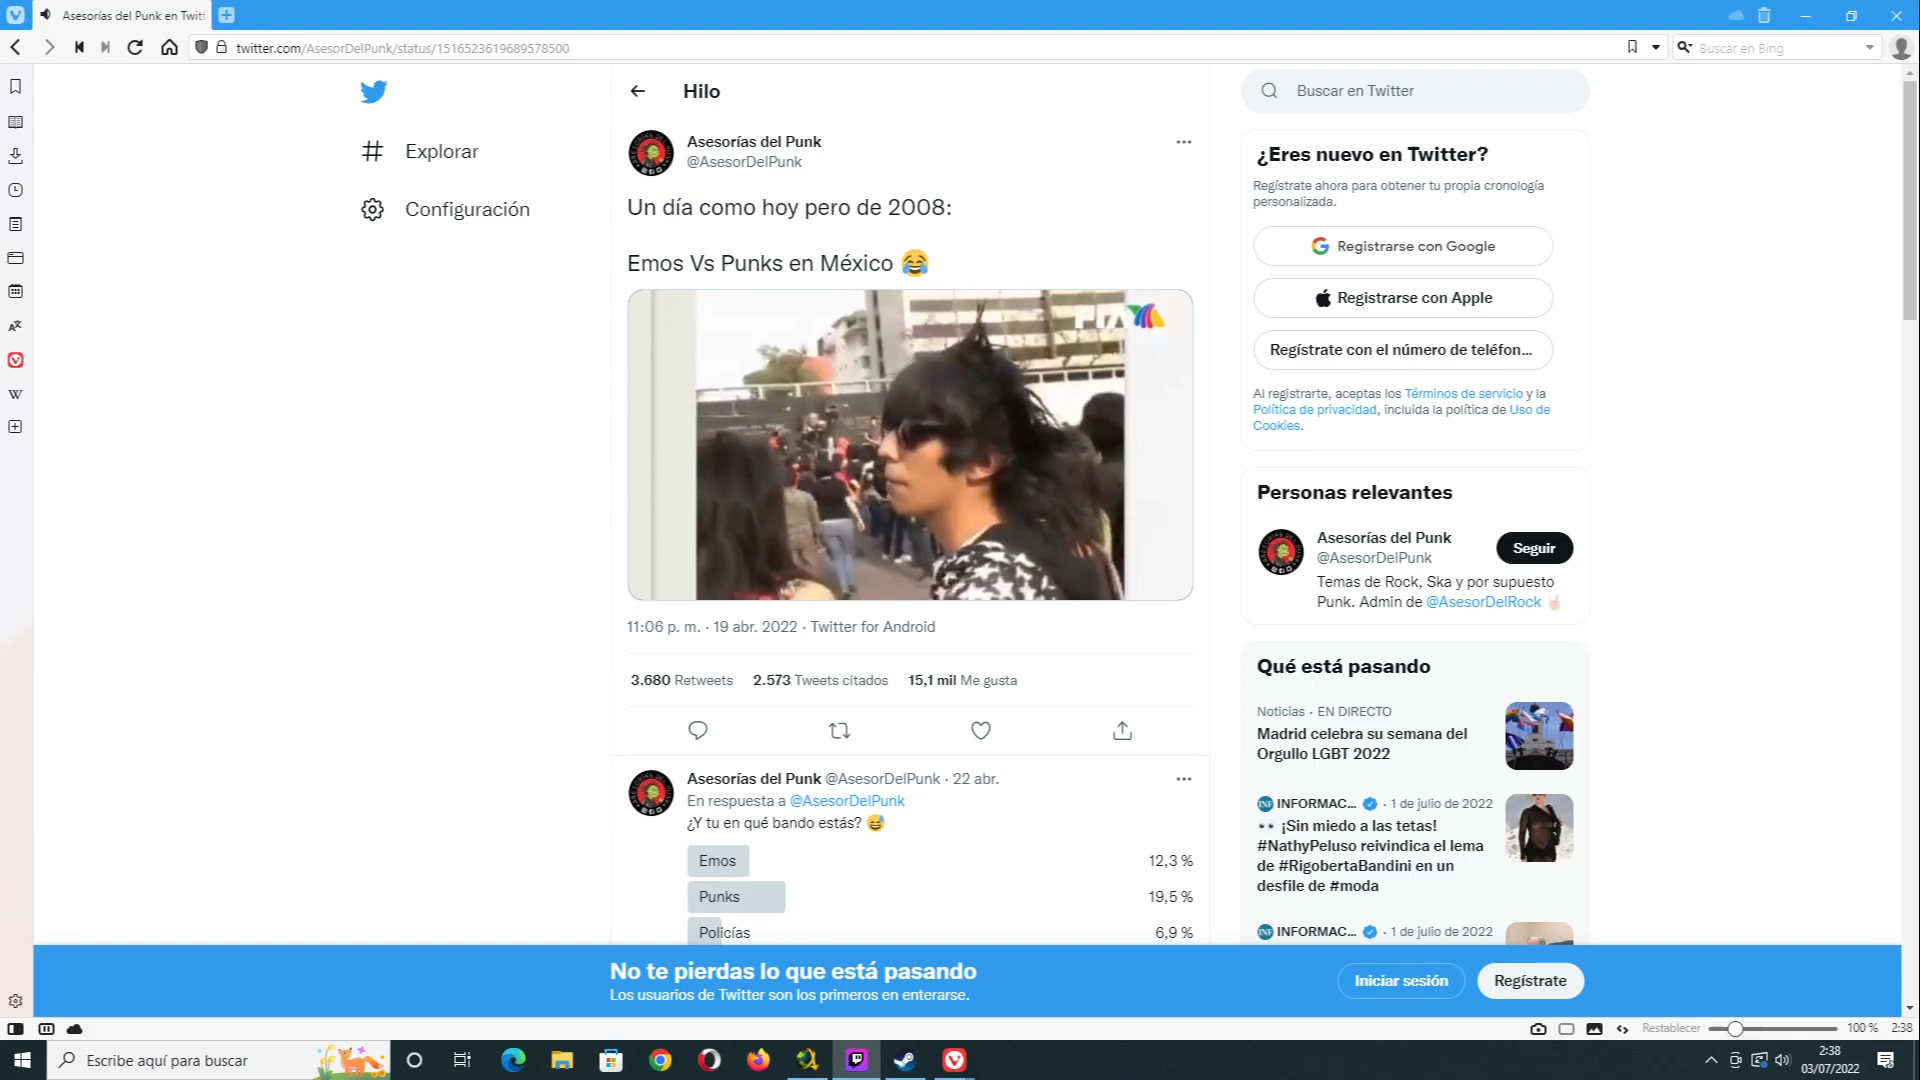 Asesorías del Punk en Twitt
twitter.com/AsesorDelPunk/status/1516523619689578500
Buscar en Bing
Hilo
Explorar
Configuración
Asesorías del Punk
@AsesorDelPunk
Un día como hoy pero de 2008:
Emos Vs Punks en México 😂
11:06 p. m. · 19 abr. 2022 · Twitter for Android
3.680 Retweets 2.573 Tweets citados 15,1 mil Me gusta
Asesorías del Punk @AsesorDelPunk · 22 abr.
En respuesta a @AsesorDelPunk
¿Y tu en qué bando estás? 😅
Emos 12,3 %
Punks 19,5 %
Policías 6,9 %
Buscar en Twitter
¿Eres nuevo en Twitter?
Regístrate ahora para obtener tu propia cronología
personalizada.
Registrarse con Google
Registrarse con Apple
Regístrate con el número de teléfon...
Al registrarte, aceptas los Términos de servicio y la
Política de privacidad, incluida la política de Uso de
Cookies.
Personas relevantes
Asesorías del Punk
@AsesorDelPunk
Seguir
Temas de Rock, Ska y por supuesto
Punk. Admin de @AsesorDelRock 🤘🏻
Qué está pasando
Noticias · EN DIRECTO
Madrid celebra su semana del
Orgullo LGBT 2022
INFORMAC... · 1 de julio de 2022
👀 ¡Sin miedo a las tetas!
#NathyPeluso reivindica el lema
de #RigobertaBandini en un
desfile de #moda
INFORMAC... · 1 de julio de 2022
No te pierdas lo que está pasando
Los usuarios de Twitter son los primeros en enterarse.
Iniciar sesión
Regístrate
Restablecer 100 % 2:38
Escribe aquí para buscar
2:38
03/07/2022